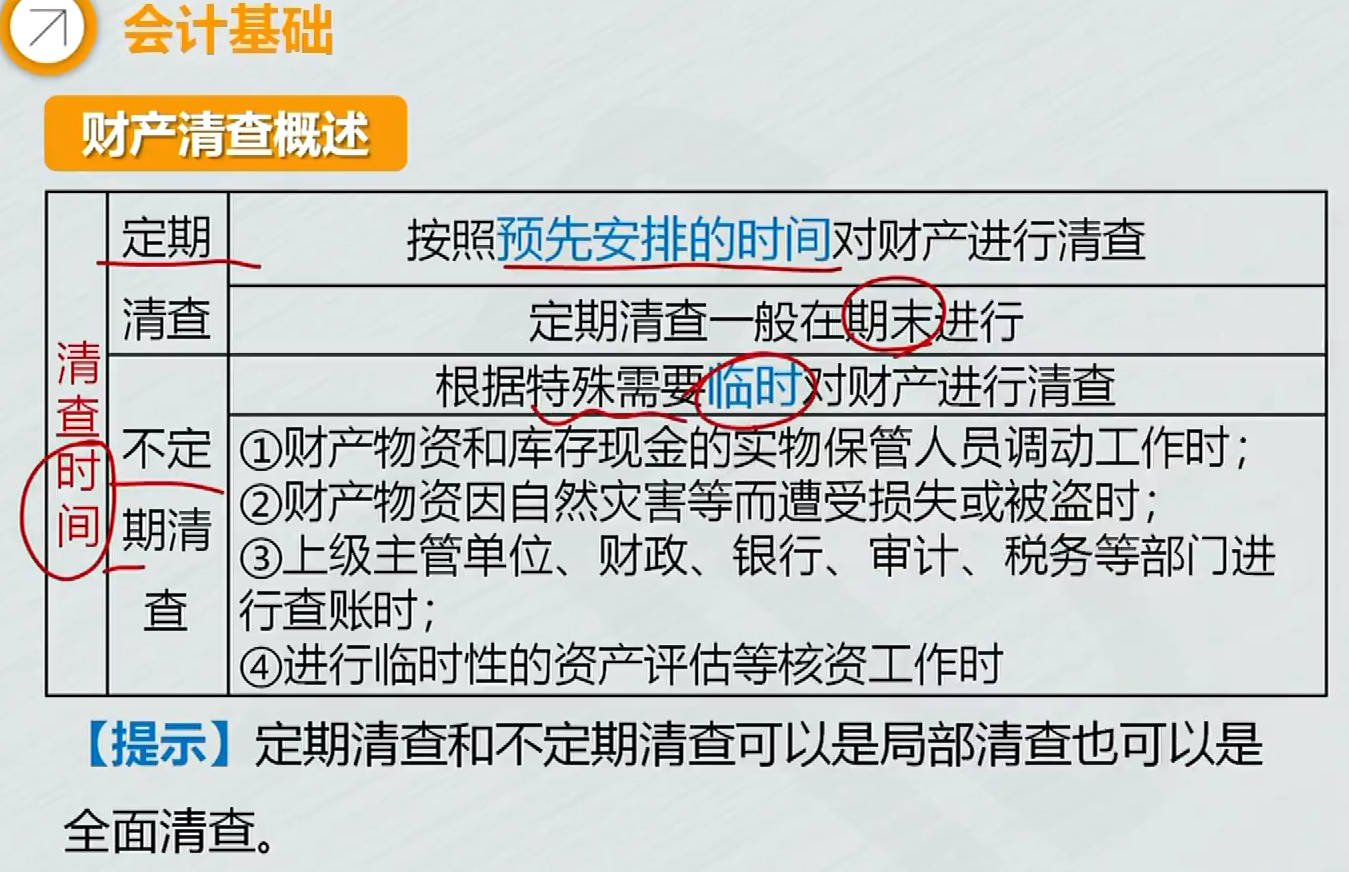 会计基础
财产清查概述
清查时间
定期清查
按照预先安排的时间对财产进行清查
定期清查一般在期末进行
不定期清查
根据特殊需要临时对财产进行清查
①财产物资和库存现金的实物保管人员调动工作时；
②财产物资因自然灾害等而遭受损失或被盗时；
③上级主管单位、财政、银行、审计、税务等部门进
行查账时；
④进行临时性的资产评估等核资工作时
【提示】定期清查和不定期清查可以是局部清查也可以是
全面清查。